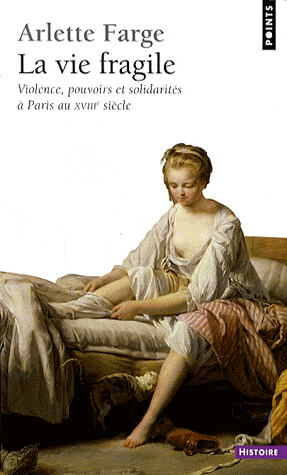 Arlette Farge
POINTS
La vie fragile
Violence, pouvoirs et solidarités
à Paris au XVIIIᵉ siècle
HISTOIRE